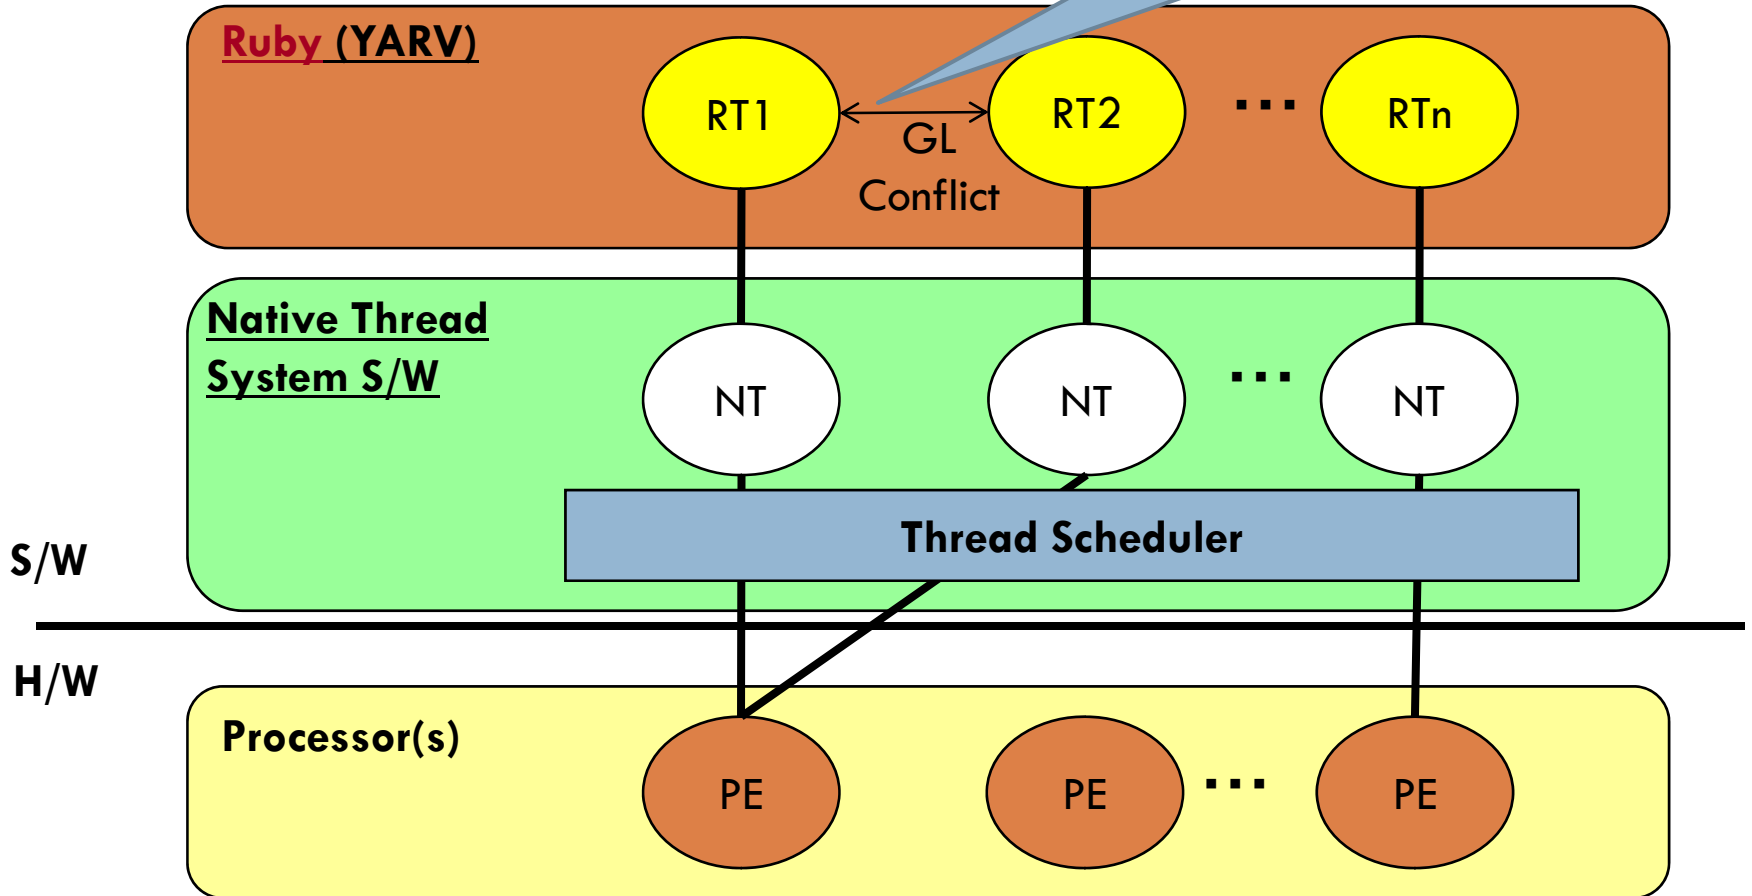 Ruby (YARV)
RT1
RT2
...
RTn
GL
Conflict
Native Thread
System S/W
NT
NT
...
NT
Thread Scheduler
S/W
H/W
Processor(s)
PE
PE
...
PE